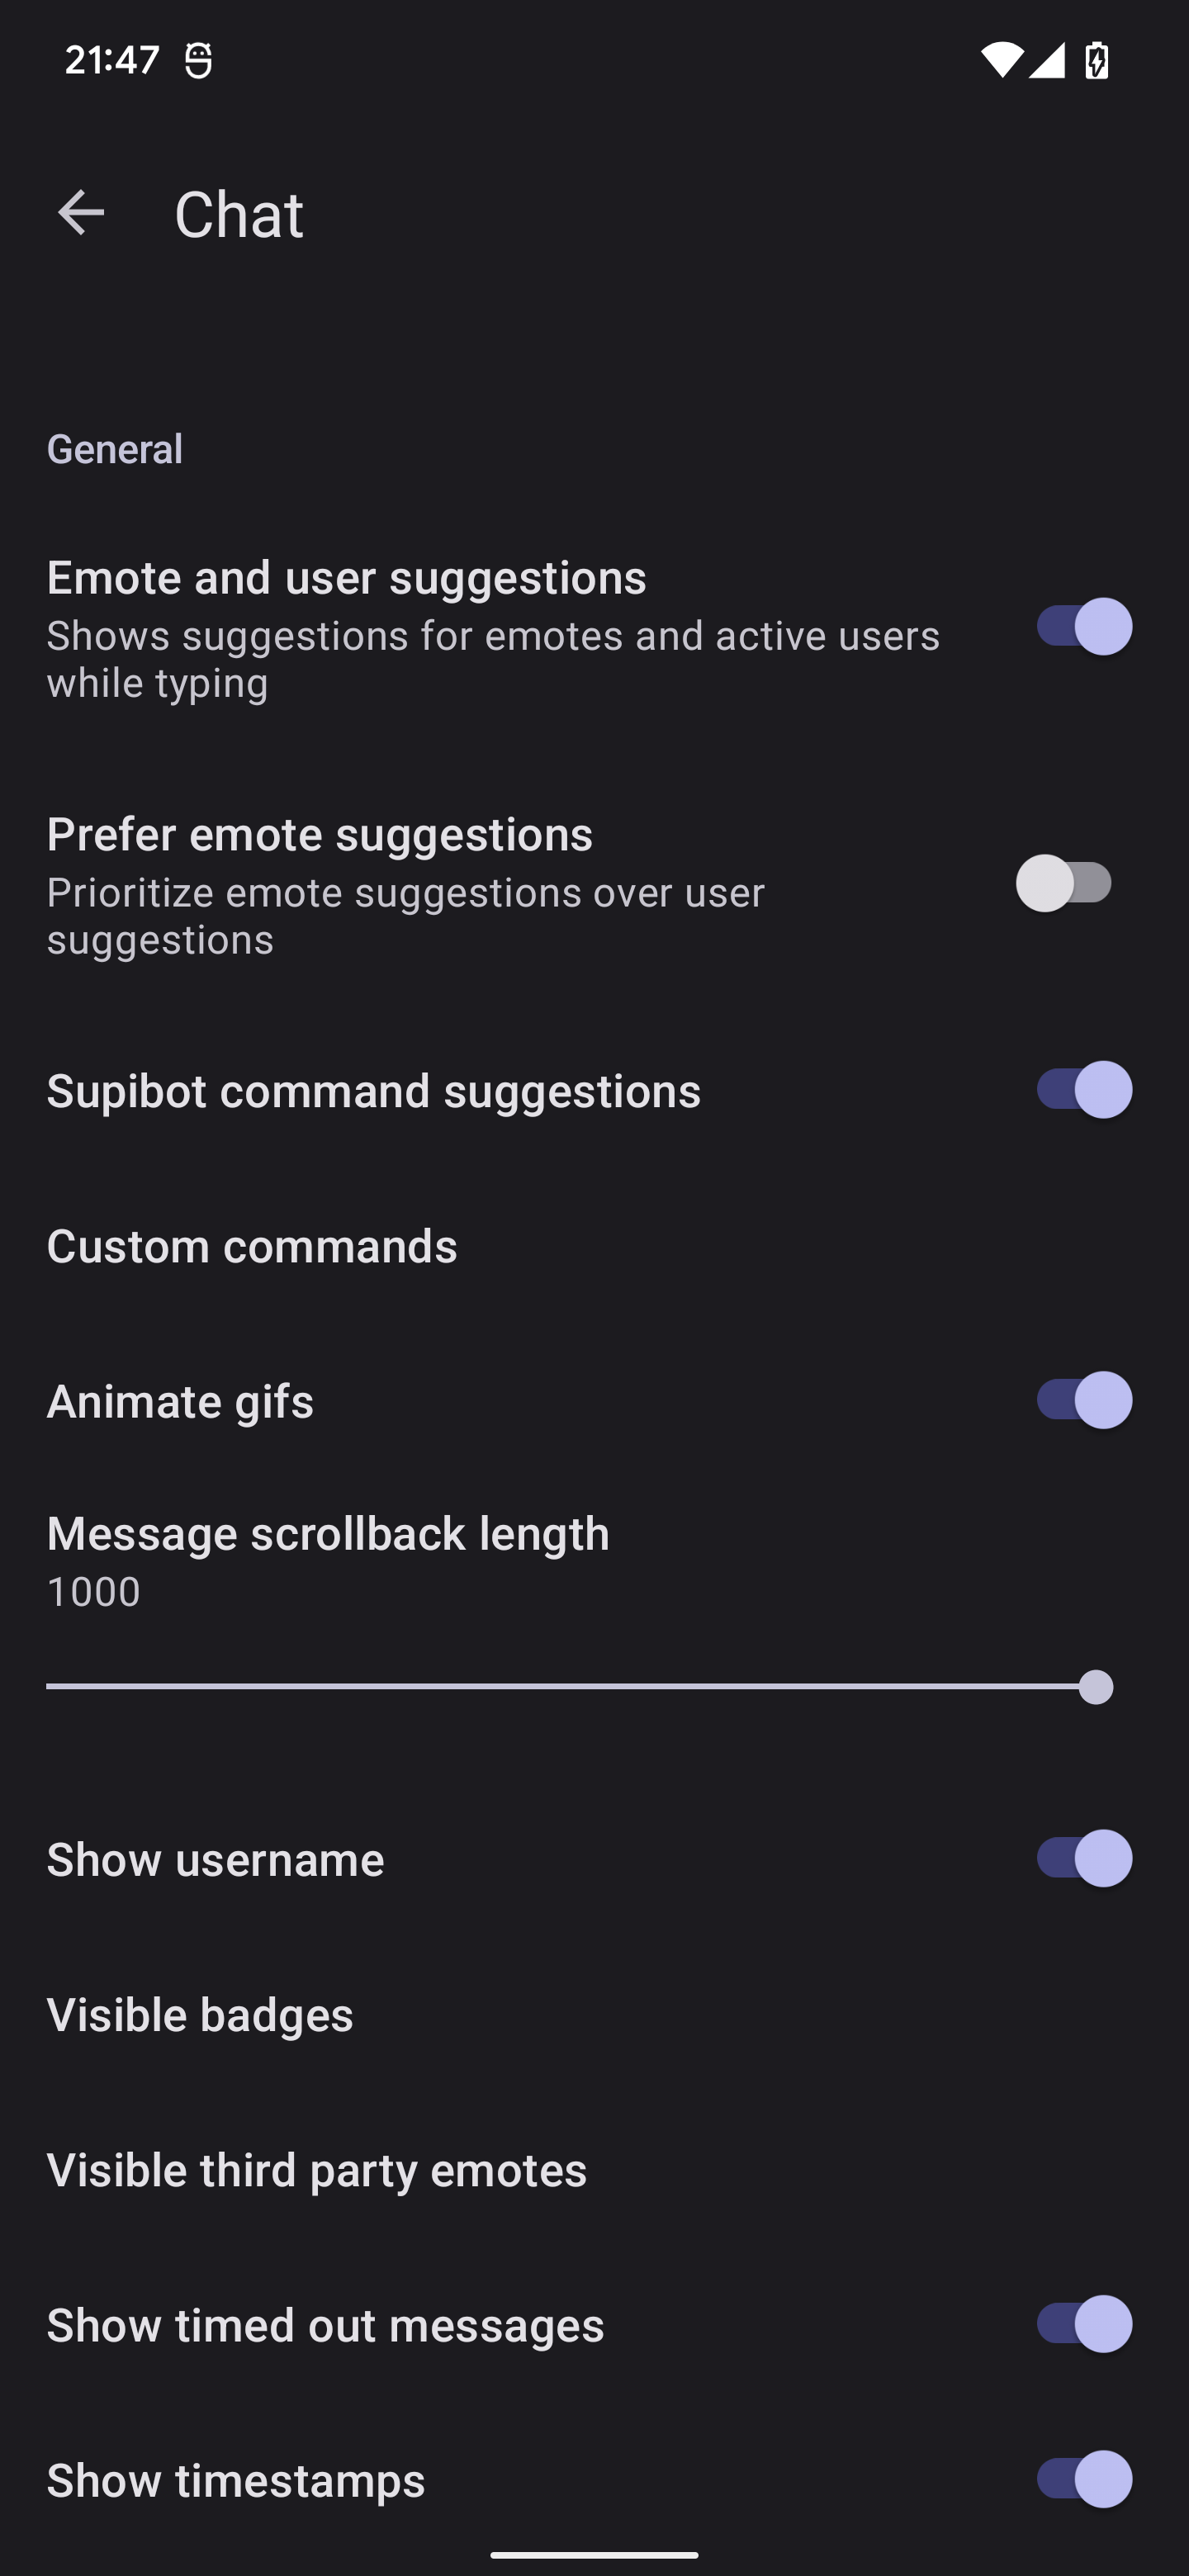 21:47
Chat
General
Emote and user suggestions
Shows suggestions for emotes and active users
while typing
Prefer emote suggestions
Prioritize emote suggestions over user
suggestions
Supibot command suggestions
Custom commands
Animate gifs
Message scrollback length
1000
Show username
Visible badges
Visible third party emotes
Show timed out messages
Show timestamps